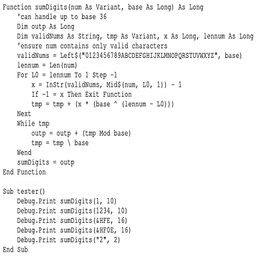 Function sumDigits(num As Variant, base As Long) As Long
    'can handle up to base 36
    Dim outp As Long
    Dim validNums As String, tmp As Variant, x As Long, lennum As Long
    'ensure num contains only valid characters
    validNums = Left$("0123456789ABCDEFGHIJKLMNOPQRSTUVWXYZ", base)
    lennum = Len(num)
    For L0 = lennum To 1 Step -1
        x = InStr(validNums, Mid$(num, L0, 1)) - 1
        If -1 = x Then Exit Function
        tmp = tmp + (x * (base ^ (lennum - L0)))
    Next
    While tmp
        outp = outp + (tmp Mod base)
        tmp = tmp \ base
    Wend
    sumDigits = outp
End Function

Sub tester()
    Debug.Print sumDigits(1, 10)
    Debug.Print sumDigits(1234, 10)
    Debug.Print sumDigits(&HFE, 16)
    Debug.Print sumDigits(&HF0E, 16)
    Debug.Print sumDigits("2", 2)
End Sub